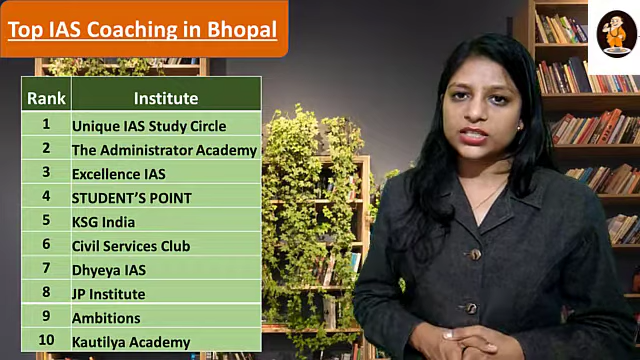 Top IAS Coaching in Bhopal
Rank Institute
1 Unique IAS Study Circle
2 The Administrator Academy
3 Excellence IAS
4 STUDENT'S POINT
5 KSG India
6 Civil Services Club
7 Dhyeya IAS
8 JP Institute
9 Ambitions
10 Kautilya Academy